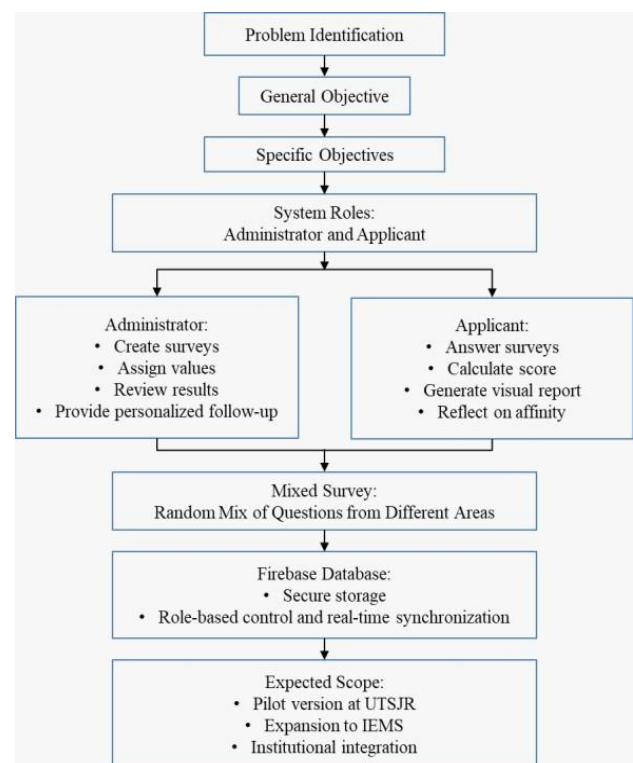 Problem Identification
General Objective
Specific Objectives
System Roles:
Administrator and Applicant
Administrator:
• Create surveys
• Assign values
• Review results
• Provide personalized follow-up
Applicant:
• Answer surveys
• Calculate score
• Generate visual report
• Reflect on affinity
Mixed Survey:
Random Mix of Questions from Different Areas
Firebase Database:
• Secure storage
• Role-based control and real-time synchronization
Expected Scope:
• Pilot version at UTSJR
• Expansion to IEMS
• Institutional integration